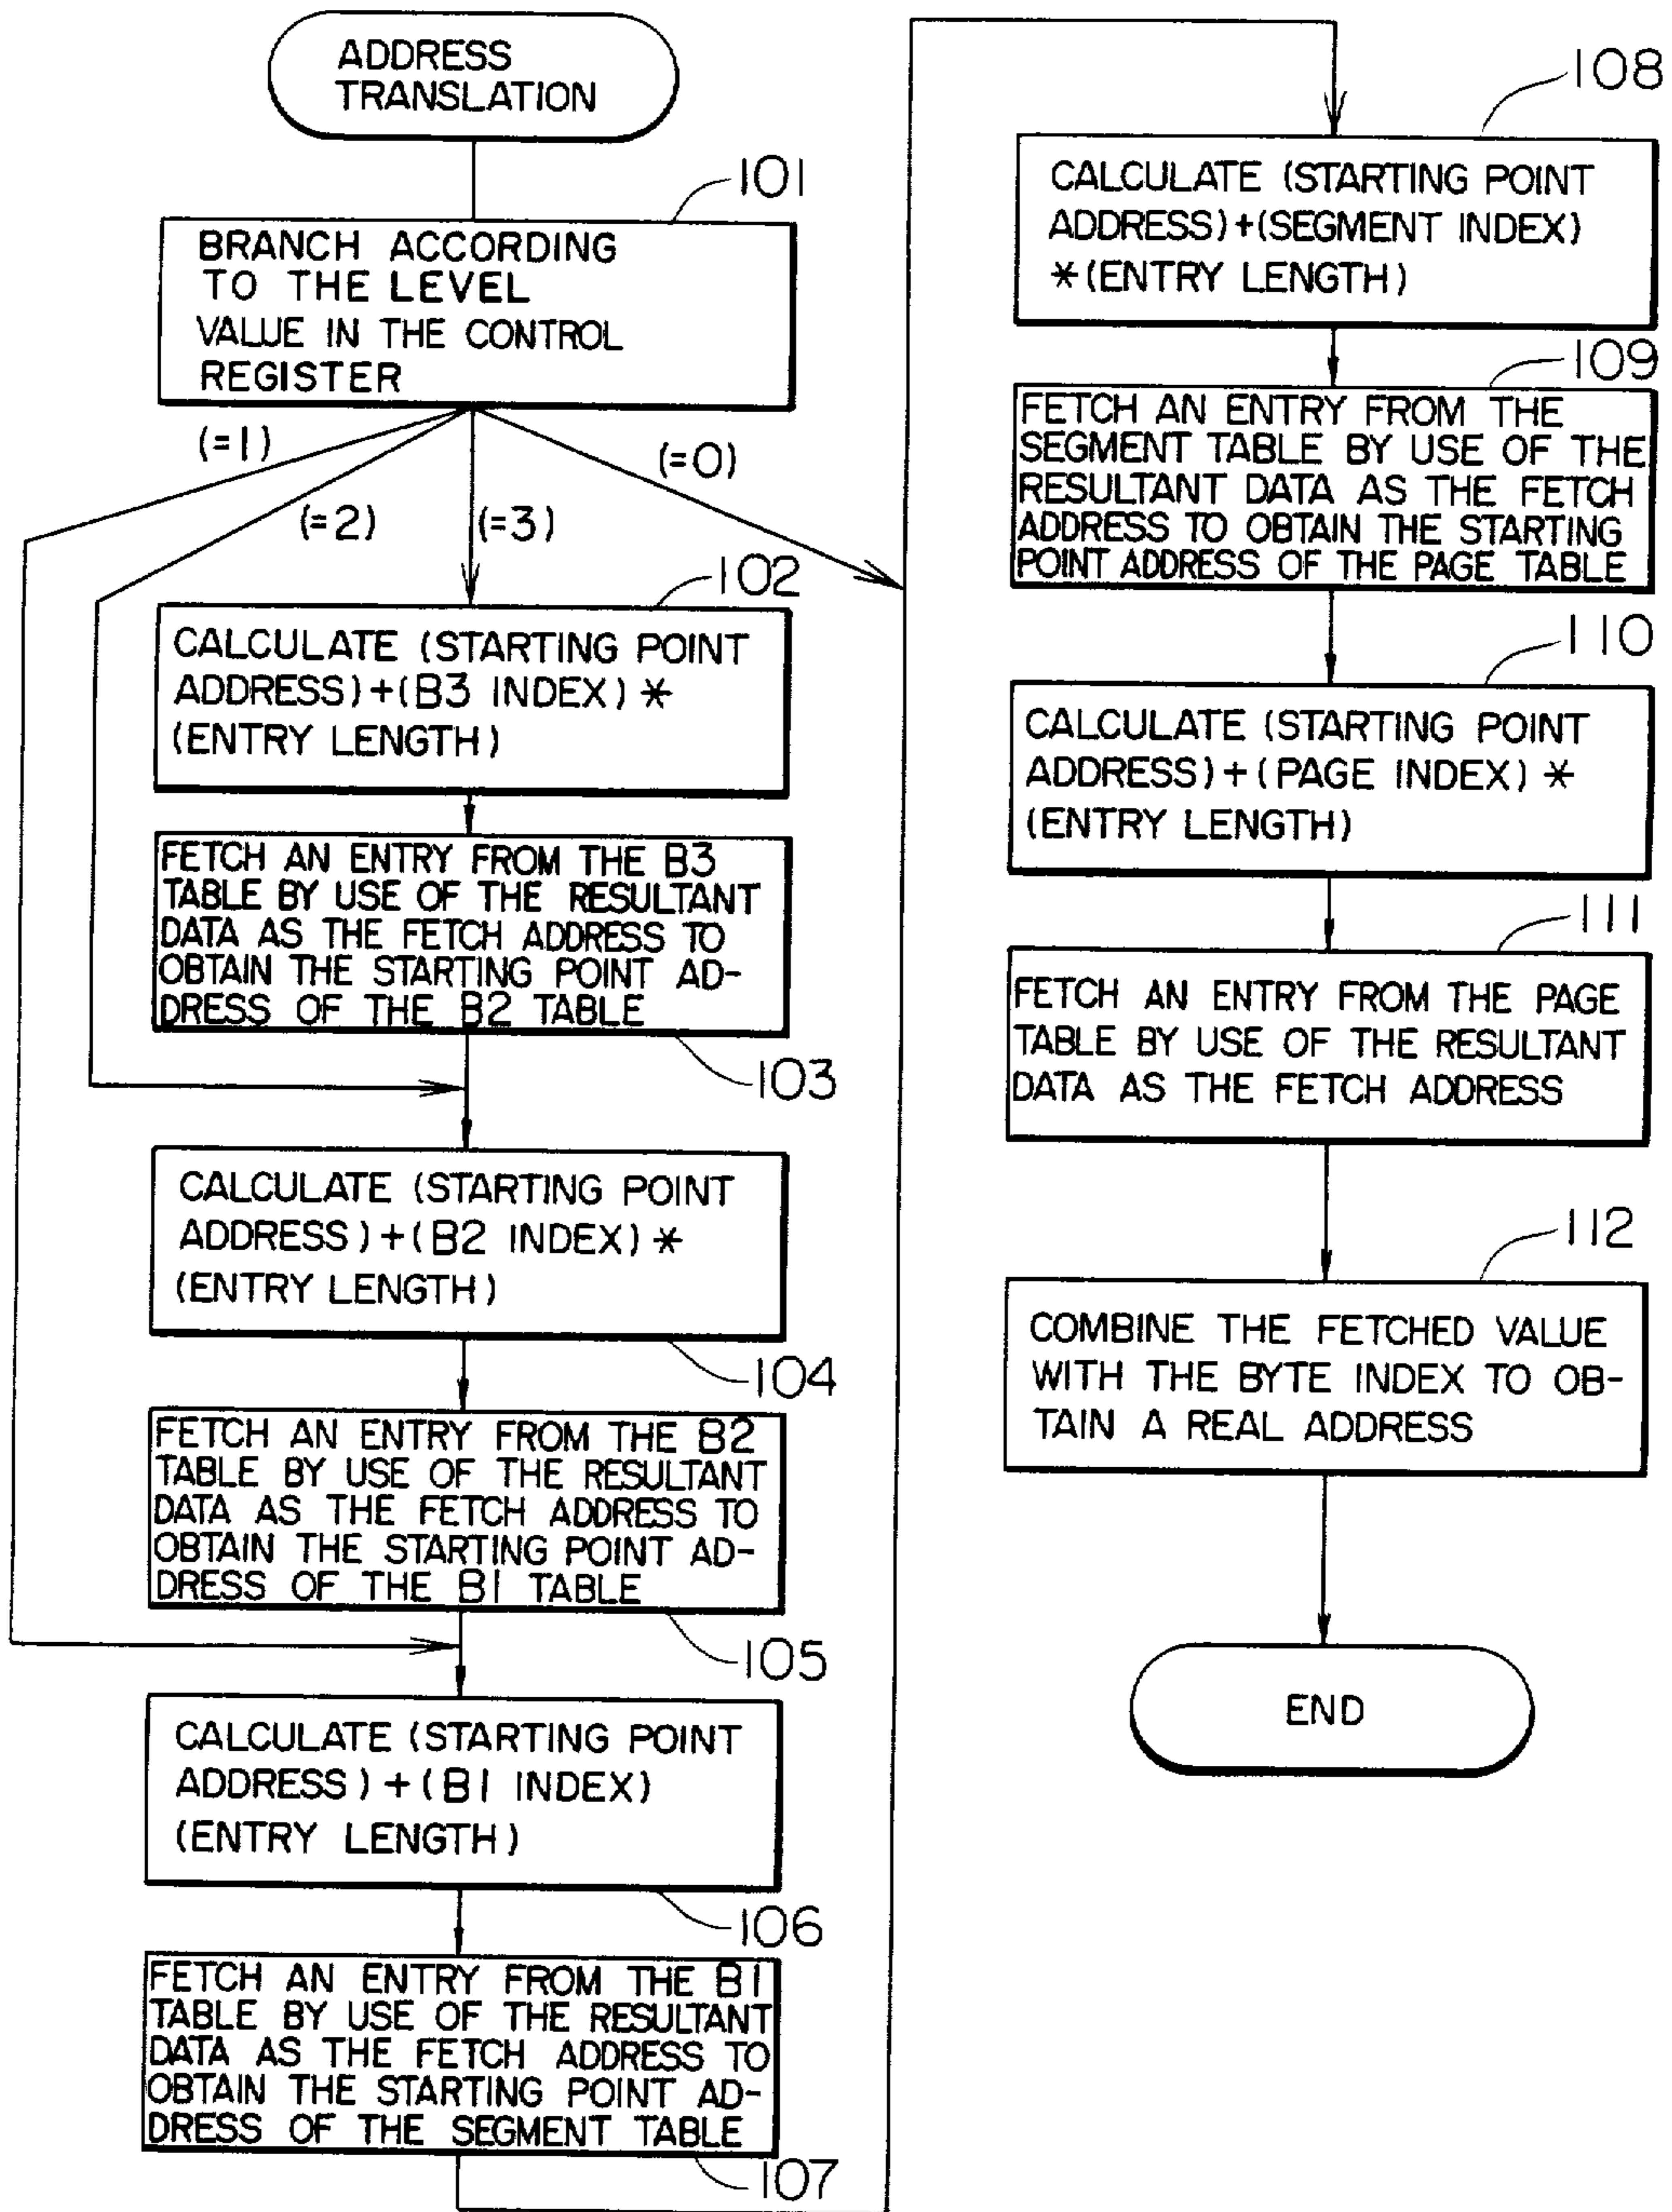 ADDRESS
TRANSLATION
101
BRANCH ACCORDING
TO THE LEVEL
VALUE IN THE CONTROL
REGISTER
(=1)
(=2)
(=3)
(=0)
102
CALCULATE (STARTING POINT
ADDRESS)+(B3 INDEX) *
(ENTRY LENGTH)
FETCH AN ENTRY FROM THE B3
TABLE BY USE OF THE RESULTANT
DATA AS THE FETCH ADDRESS TO
OBTAIN THE STARTING POINT AD-
DRESS OF THE B2 TABLE
103
CALCULATE (STARTING POINT
ADDRESS)+(B2 INDEX) *
(ENTRY LENGTH)
104
FETCH AN ENTRY FROM THE B2
TABLE BY USE OF THE RESULTANT
DATA AS THE FETCH ADDRESS TO
OBTAIN THE STARTING POINT AD-
DRESS OF THE B1 TABLE
105
CALCULATE (STARTING POINT
ADDRESS)+(B1 INDEX)
(ENTRY LENGTH)
106
FETCH AN ENTRY FROM THE B1
TABLE BY USE OF THE RESULTANT
DATA AS THE FETCH ADDRESS TO
OBTAIN THE STARTING POINT AD-
DRESS OF THE SEGMENT TABLE
107
108
CALCULATE (STARTING POINT
ADDRESS)+(SEGMENT INDEX)
*(ENTRY LENGTH)
109
FETCH AN ENTRY FROM THE
SEGMENT TABLE BY USE OF THE
RESULTANT DATA AS THE FETCH
ADDRESS TO OBTAIN THE STARTING
POINT ADDRESS OF THE PAGE TABLE
110
CALCULATE (STARTING POINT
ADDRESS)+(PAGE INDEX) *
(ENTRY LENGTH)
111
FETCH AN ENTRY FROM THE PAGE
TABLE BY USE OF THE RESULTANT
DATA AS THE FETCH ADDRESS
112
COMBINE THE FETCHED VALUE
WITH THE BYTE INDEX TO OB-
TAIN A REAL ADDRESS
END